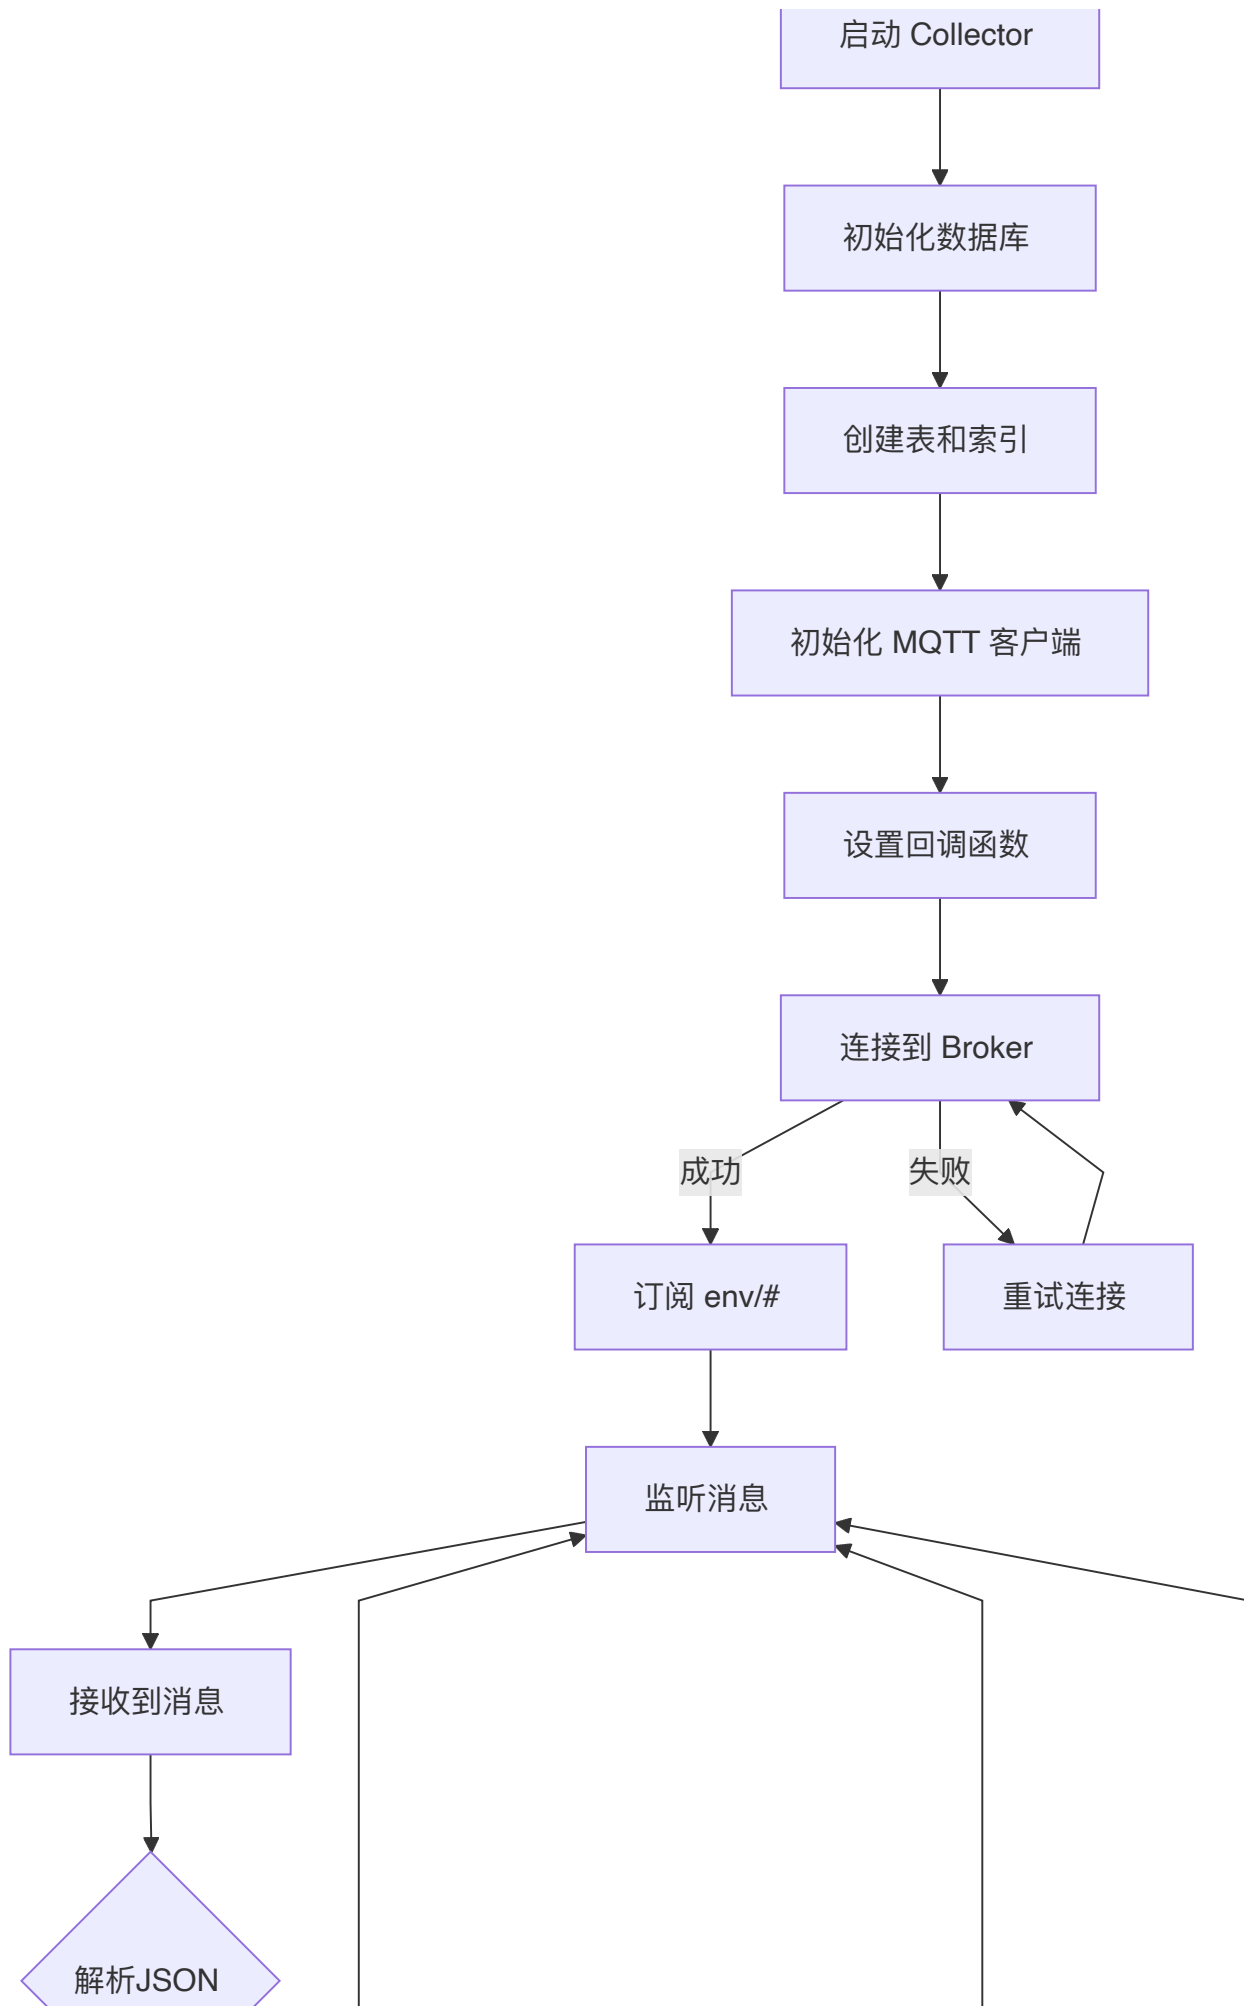 启动 Collector
初始化数据库
创建表和索引
初始化 MQTT 客户端
设置回调函数
连接到 Broker
成功
失败
订阅 env/#
重试连接
监听消息
接收到消息
解析JSON